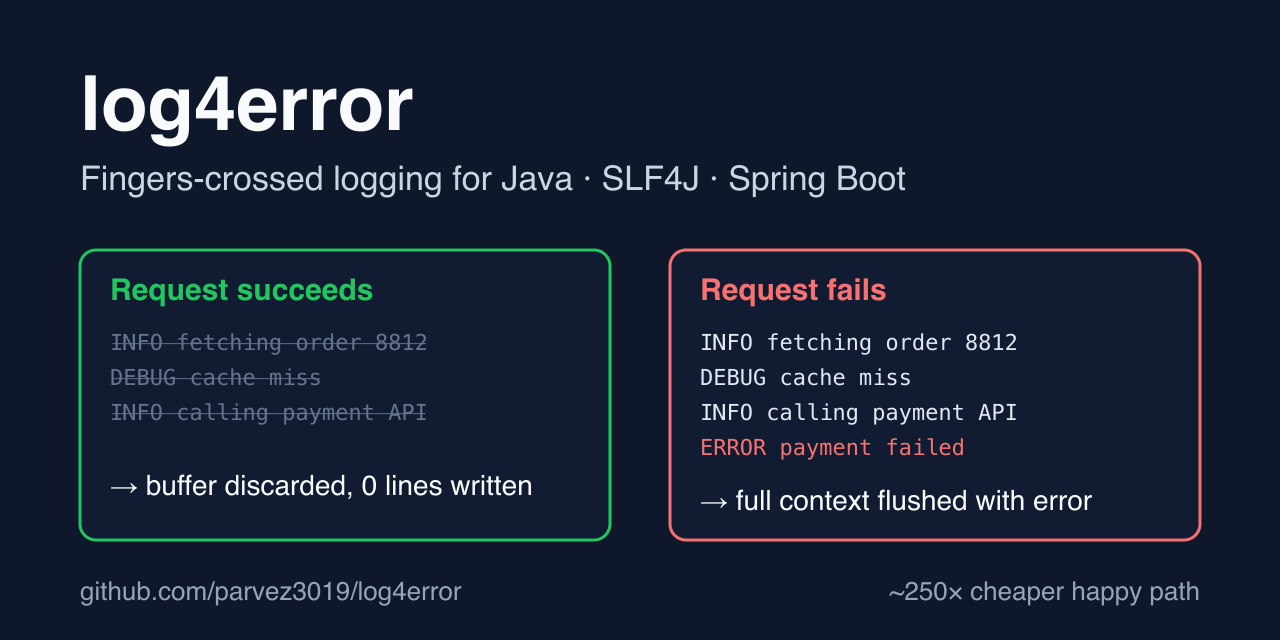 log4error
Fingers-crossed logging for Java · SLF4J · Spring Boot
Request succeeds
INFO fetching order 8812
DEBUG cache miss
INFO calling payment API
→ buffer discarded, 0 lines written
Request fails
INFO fetching order 8812
DEBUG cache miss
INFO calling payment API
ERROR payment failed
→ full context flushed with error
github.com/parvez3019/log4error
~250× cheaper happy path